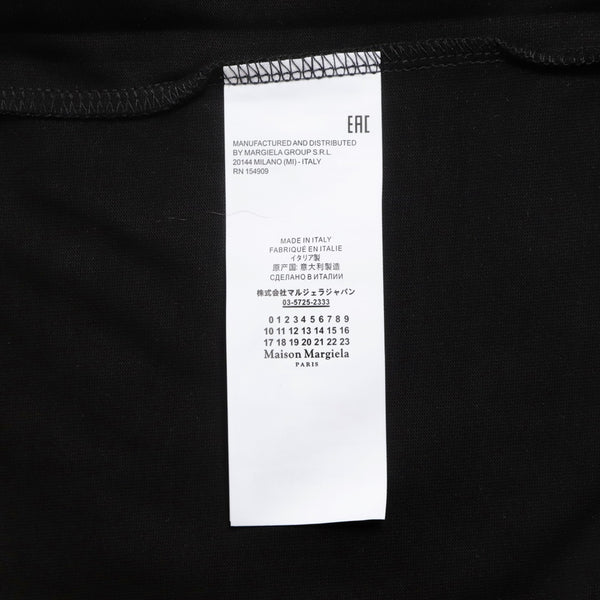 EAC
MANUFACTURED AND DISTRIBUTED
BY MARGIELA GROUP S.R.L.
20144 MILANO (MI) - ITALY
RN 154909
MADE IN ITALY
FABRIQUÉ EN ITALIE
イタリア製
原产国: 意大利製造
СДЕЛАНО В ИТАЛИИ
株式会社マルジェラジャパン
03-5725-2333
0 1 2 3 4 5 6 7 8 9
10 11 12 13 14 15 16
17 18 19 20 21 22 23
Maison Margiela
PARIS